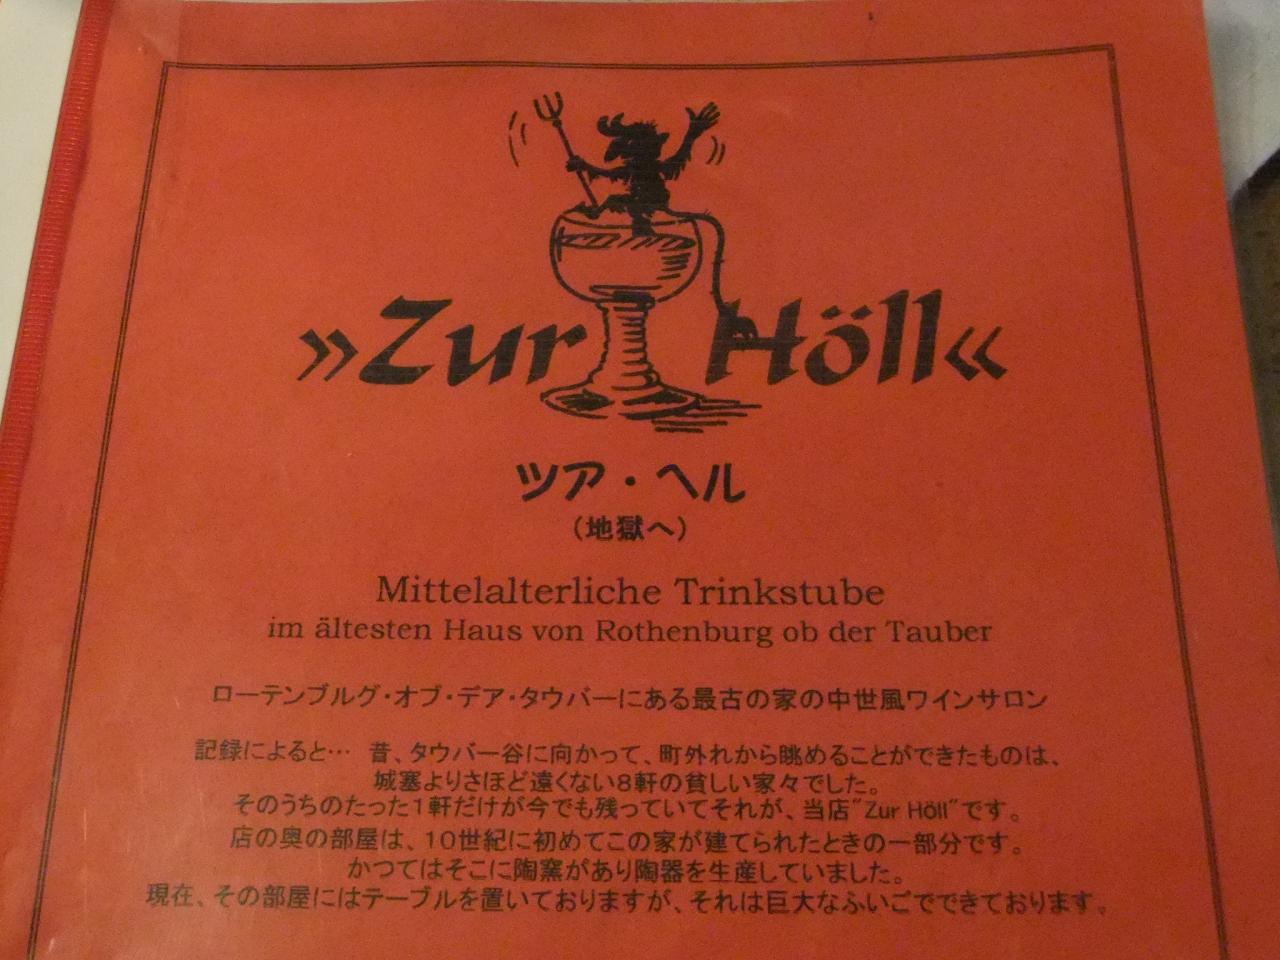 »Zur Höll«
ツア・ヘル
（地獄へ）
Mittelalterliche Trinkstube
im ältesten Haus von Rothenburg ob der Tauber
ローテンブルグ・オブ・デア・タウバーにある最古の家の中世風ワインサロン
記録によると… 昔、タウバー谷に向かって、町外れから眺めることができたものは、
城塞よりさほど遠くない8軒の貧しい家々でした。
そのうちのたった1軒だけが今でも残っていてそれが、当店"Zur Höll"です。
店の奥の部屋は、10世紀に初めてこの家が建てられたときの一部分です。
かつてはそこに陶窯があり陶器を生産していました。
現在、その部屋にはテーブルを置いておりますが、それは巨大なふいごでできております。